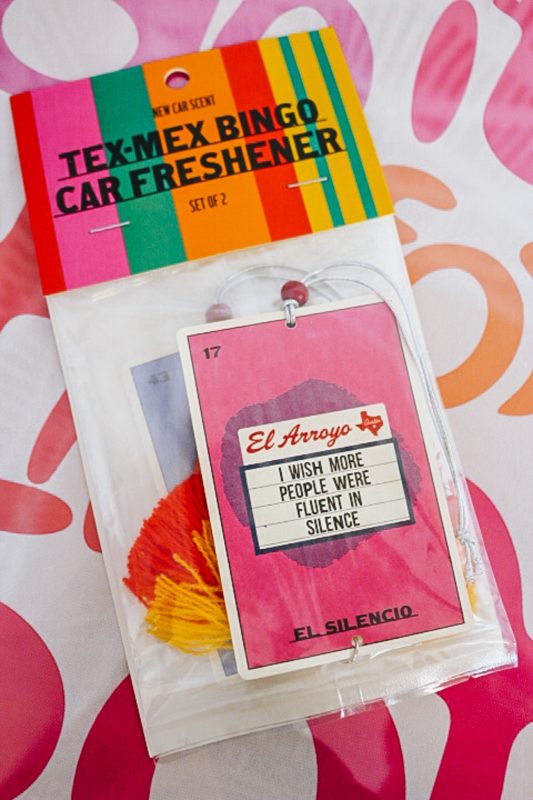 NEW CAR SCENT
TEX-MEX BINGO
CAR FRESHENER
SET OF 2
43
17
El Arroyo
I WISH MORE
PEOPLE WERE
FLUENT IN
SILENCE
EL SILENCIO